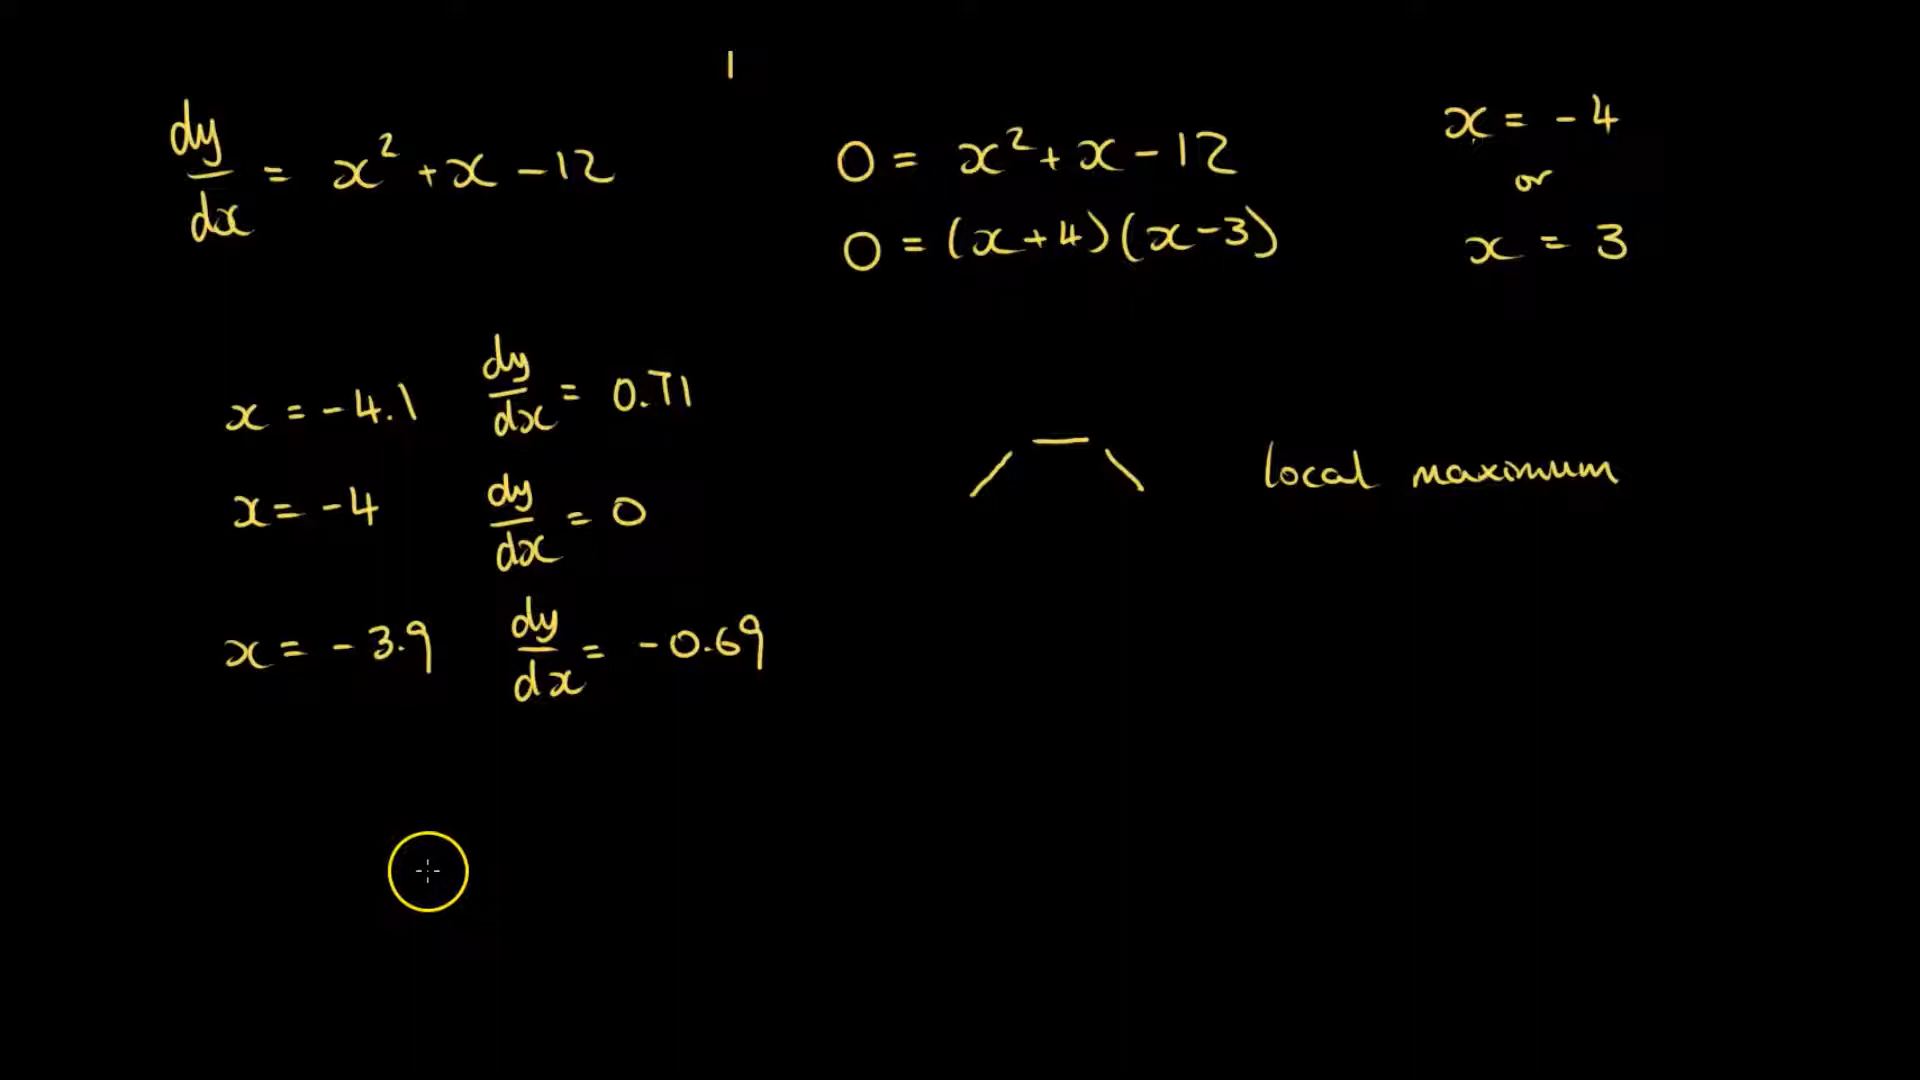 dy/dx = x² + x - 12
0 = x² + x - 12
0 = (x + 4)(x - 3)
x = -4
or
x = 3
x = -4.1 dy/dx = 0.71
x = -4 dy/dx = 0
x = -3.9 dy/dx = -0.69
local maximum